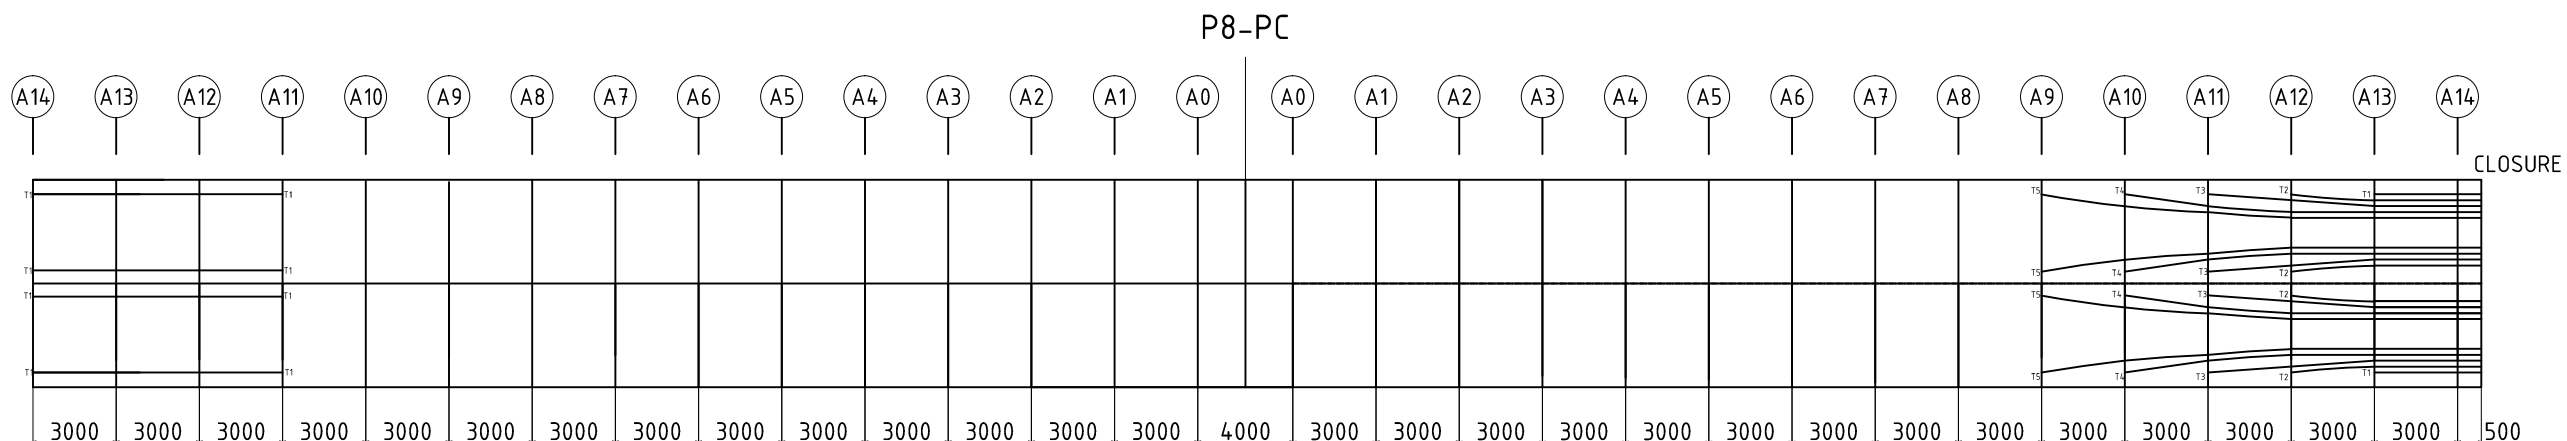 P8-PC
A14 A13 A12 A11 A10 A9 A8 A7 A6 A5 A4 A3 A2 A1 A0 A0 A1 A2 A3 A4 A5 A6 A7 A8 A9 A10 A11 A12 A13 A14
CLOSURE
T1 T1 T5 T4 T3 T2 T1
T1 T1 T5 T4 T3 T2
T1 T1 T5 T4 T3 T2
T1 T1 T5 T4 T3 T2 T1
3000 3000 3000 3000 3000 3000 3000 3000 3000 3000 3000 3000 3000 3000 4000 3000 3000 3000 3000 3000 3000 3000 3000 3000 3000 3000 3000 3000 3000 500